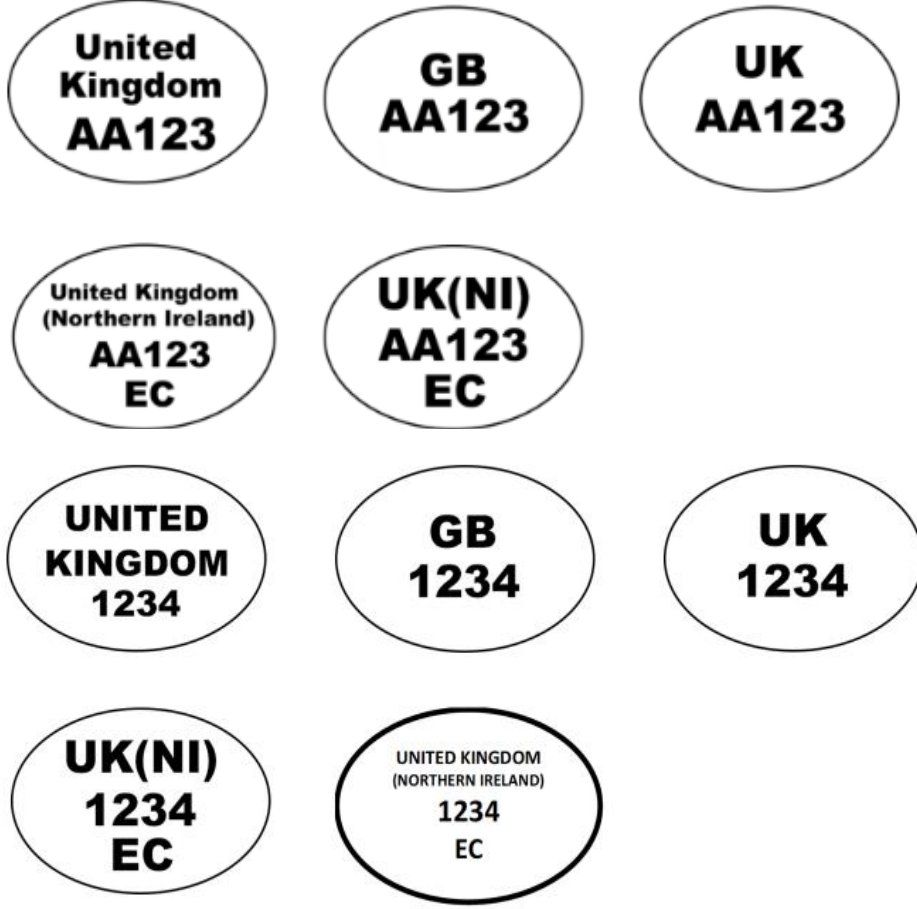 United
Kingdom
AA123
GB
AA123
UK
AA123
United Kingdom
(Northern Ireland)
AA123
EC
UK(NI)
AA123
EC
UNITED
KINGDOM
1234
GB
1234
UK
1234
UK(NI)
1234
EC
UNITED KINGDOM
(NORTHERN IRELAND)
1234
EC